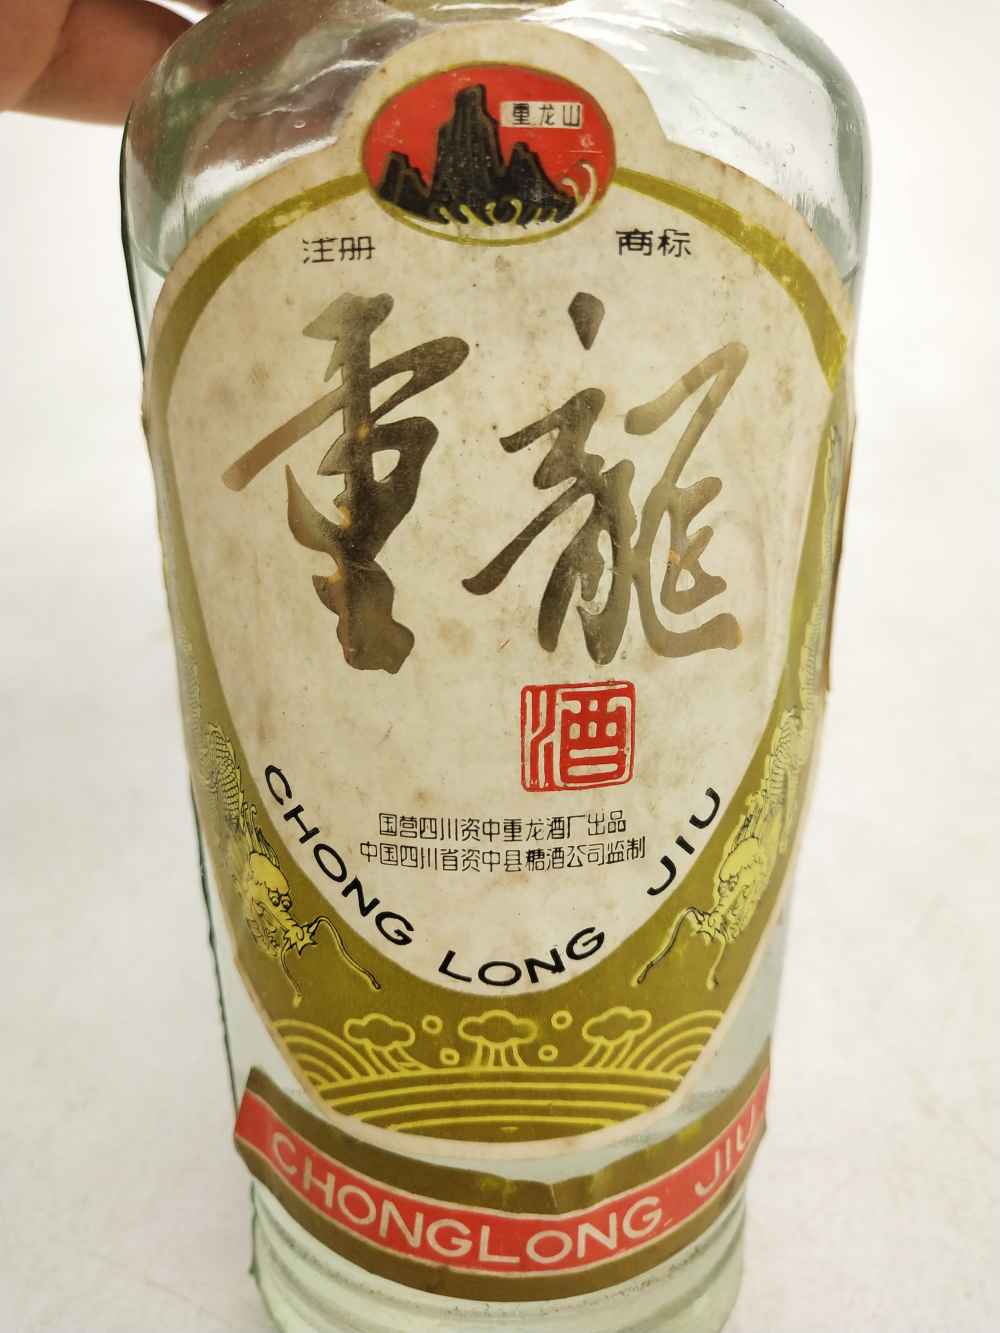 重龙山
注册 商标
重龍
酒
国营四川资中重龙酒厂出品
中国四川省资中县糖酒公司监制
CHONG LONG JIU
CHONGLONG JIU